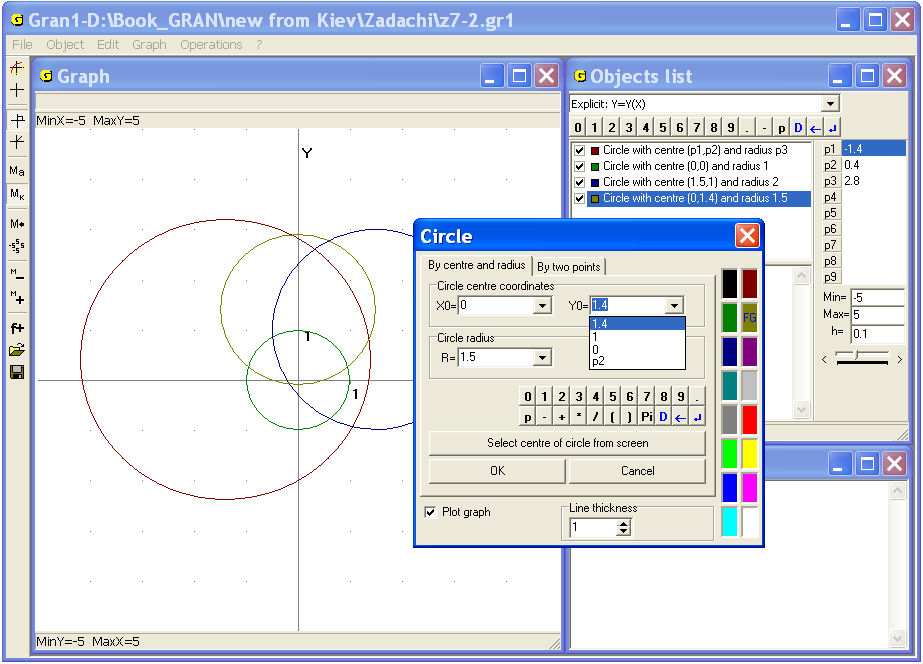 Gran1-D:\Book_GRAN\new from Kiev\Zadachi\z7-2.gr1
File Object Edit Graph Operations ?
Graph
MinX=-5 MaxY=5
Y
1
1
MinY=-5 MaxX=5
Ma
Mк
M
-5 5 5 5
M
M
f+
Objects list
Explicit: Y=Y(X)
0 1 2 3 4 5 6 7 8 9 . - p D ← ↵
Circle with centre (p1,p2) and radius p3
Circle with centre (0,0) and radius 1
Circle with centre (1.5,1) and radius 2
Circle with centre (0,1.4) and radius 1.5
p1 -1.4
p2 0.4
p3 2.8
p4
p5
p6
p7
p8
p9
Min= -5
Max= 5
h= 0.1
< >
Circle
By centre and radius By two points
Circle centre coordinates
X0= 0 Y0= 1.4
1.4
1
0
p2
Circle radius
R= 1.5
0 1 2 3 4 5 6 7 8 9 .
p - + * / ( ) Pi D ← ↵
Select centre of circle from screen
OK Cancel
Plot graph
Line thickness
1
FG